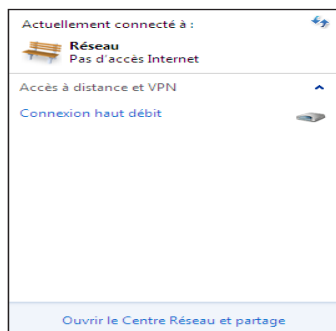 Actuellement connecté à :
Réseau
Pas d'accès Internet
Accès à distance et VPN
Connexion haut débit
Ouvrir le Centre Réseau et partage